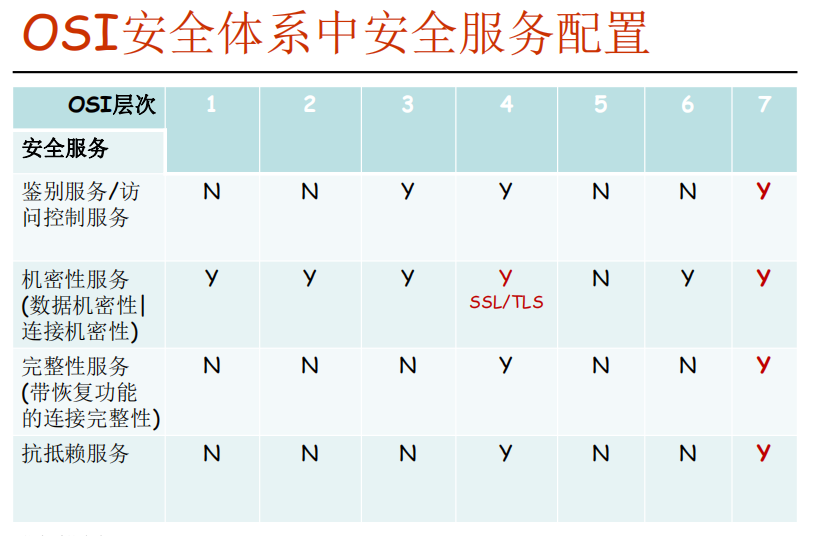 OSI安全体系中安全服务配置
OSI层次 1 2 3 4 5 6 7
安全服务
鉴别服务/访
问控制服务
N N Y Y N N Y
机密性服务
(数据机密性|
连接机密性)
Y Y Y Y N Y Y
SSL/TLS
完整性服务
(带恢复功能
的连接完整性)
N N N Y N N Y
抗抵赖服务 N N N Y N N Y